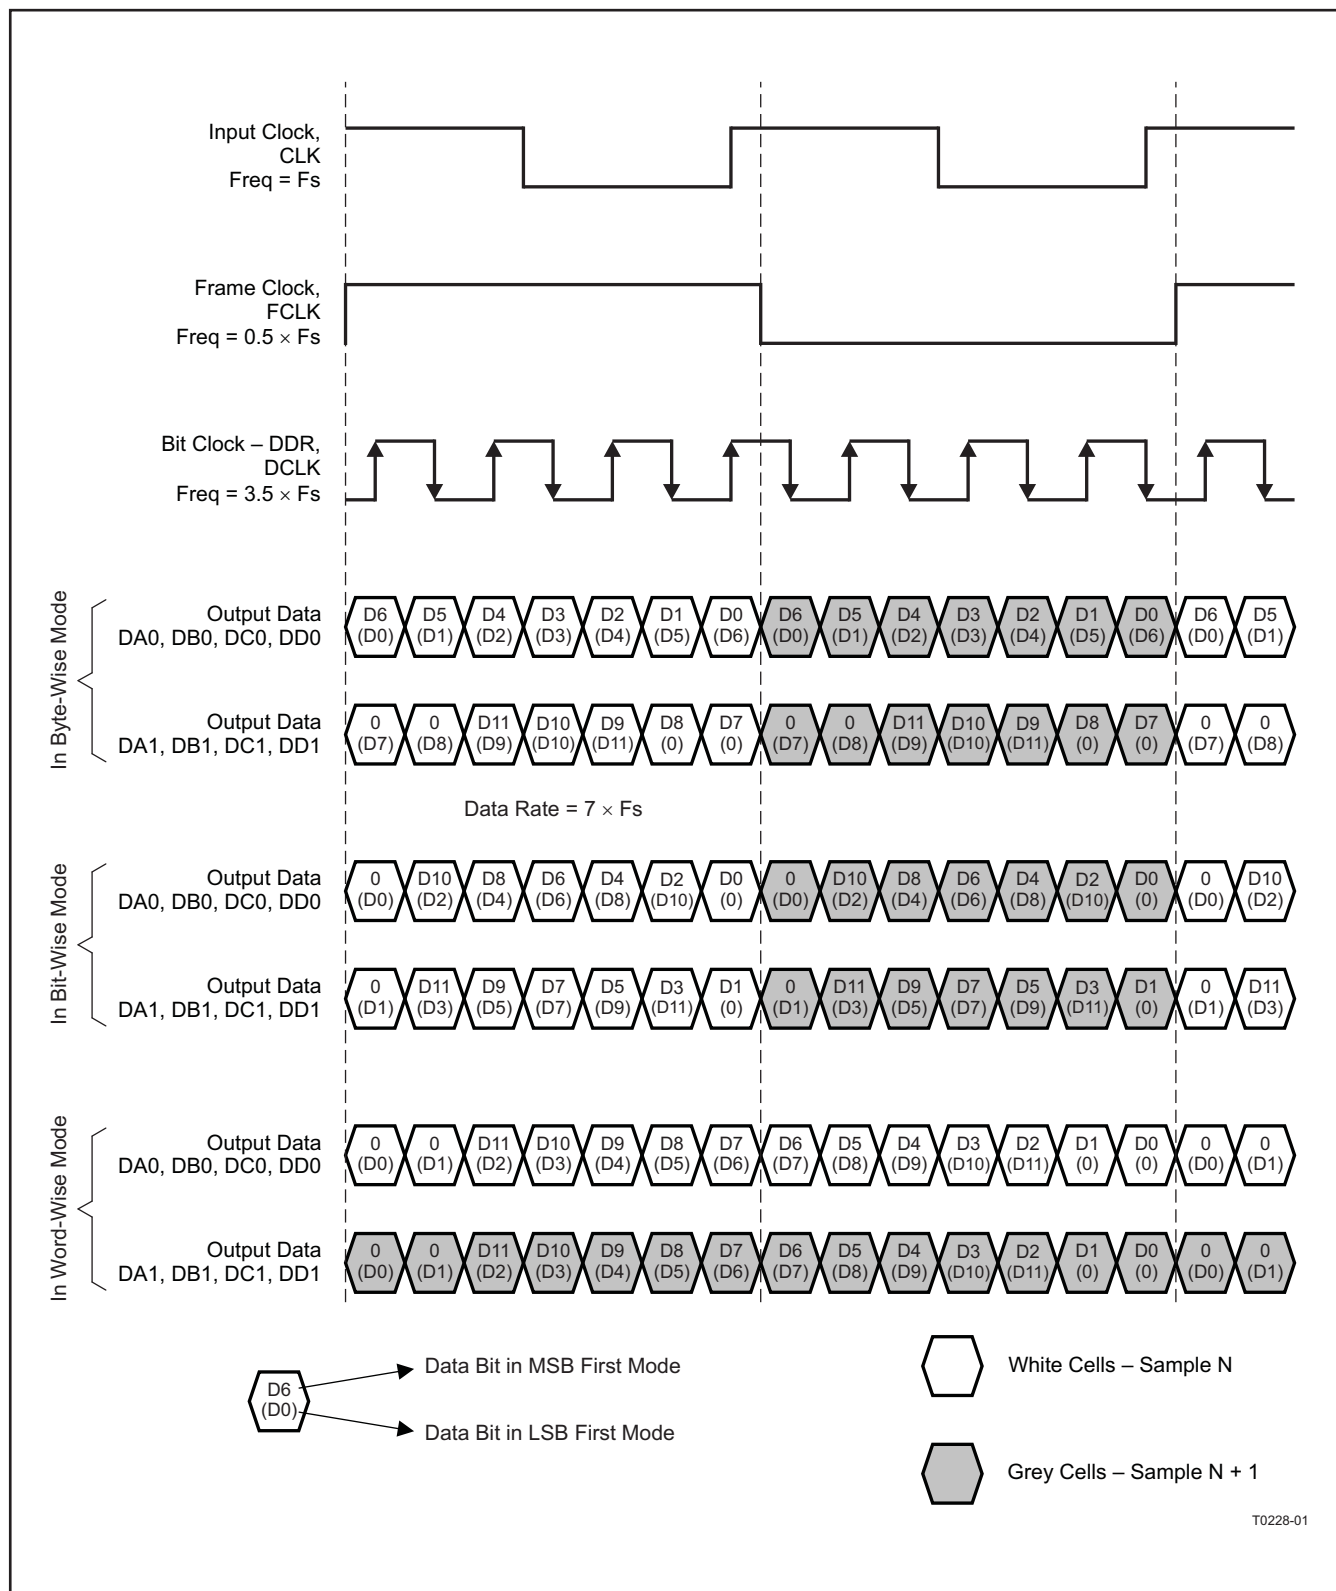 Input Clock,
CLK
Freq = Fs
Frame Clock,
FCLK
Freq = 0.5 × Fs
Bit Clock – DDR,
DCLK
Freq = 3.5 × Fs
In Byte-Wise Mode
Output Data
DA0, DB0, DC0, DD0
D6 D5 D4 D3 D2 D1 D0 D6 D5 D4 D3 D2 D1 D0 D6 D5
(D0) (D1) (D2) (D3) (D4) (D5) (D6) (D0) (D1) (D2) (D3) (D4) (D5) (D6) (D0) (D1)
Output Data
DA1, DB1, DC1, DD1
0 0 D11 D10 D9 D8 D7 0 0 D11 D10 D9 D8 D7 0 0
(D7) (D8) (D9) (D10) (D11) (0) (0) (D7) (D8) (D9) (D10) (D11) (0) (0) (D7) (D8)
Data Rate = 7 × Fs
In Bit-Wise Mode
Output Data
DA0, DB0, DC0, DD0
0 D10 D8 D6 D4 D2 D0 0 D10 D8 D6 D4 D2 D0 0 D10
(D0) (D2) (D4) (D6) (D8) (D10) (0) (D0) (D2) (D4) (D6) (D8) (D10) (0) (D0) (D2)
Output Data
DA1, DB1, DC1, DD1
0 D11 D9 D7 D5 D3 D1 0 D11 D9 D7 D5 D3 D1 0 D11
(D1) (D3) (D5) (D7) (D9) (D11) (0) (D1) (D3) (D5) (D7) (D9) (D11) (0) (D1) (D3)
In Word-Wise Mode
Output Data
DA0, DB0, DC0, DD0
0 0 D11 D10 D9 D8 D7 D6 D5 D4 D3 D2 D1 D0 0 0
(D0) (D1) (D2) (D3) (D4) (D5) (D6) (D7) (D8) (D9) (D10) (D11) (0) (0) (D0) (D1)
Output Data
DA1, DB1, DC1, DD1
0 0 D11 D10 D9 D8 D7 D6 D5 D4 D3 D2 D1 D0 0 0
(D0) (D1) (D2) (D3) (D4) (D5) (D6) (D7) (D8) (D9) (D10) (D11) (0) (0) (D0) (D1)
D6
(D0)
Data Bit in MSB First Mode
Data Bit in LSB First Mode
White Cells – Sample N
Grey Cells – Sample N + 1
T0228-01